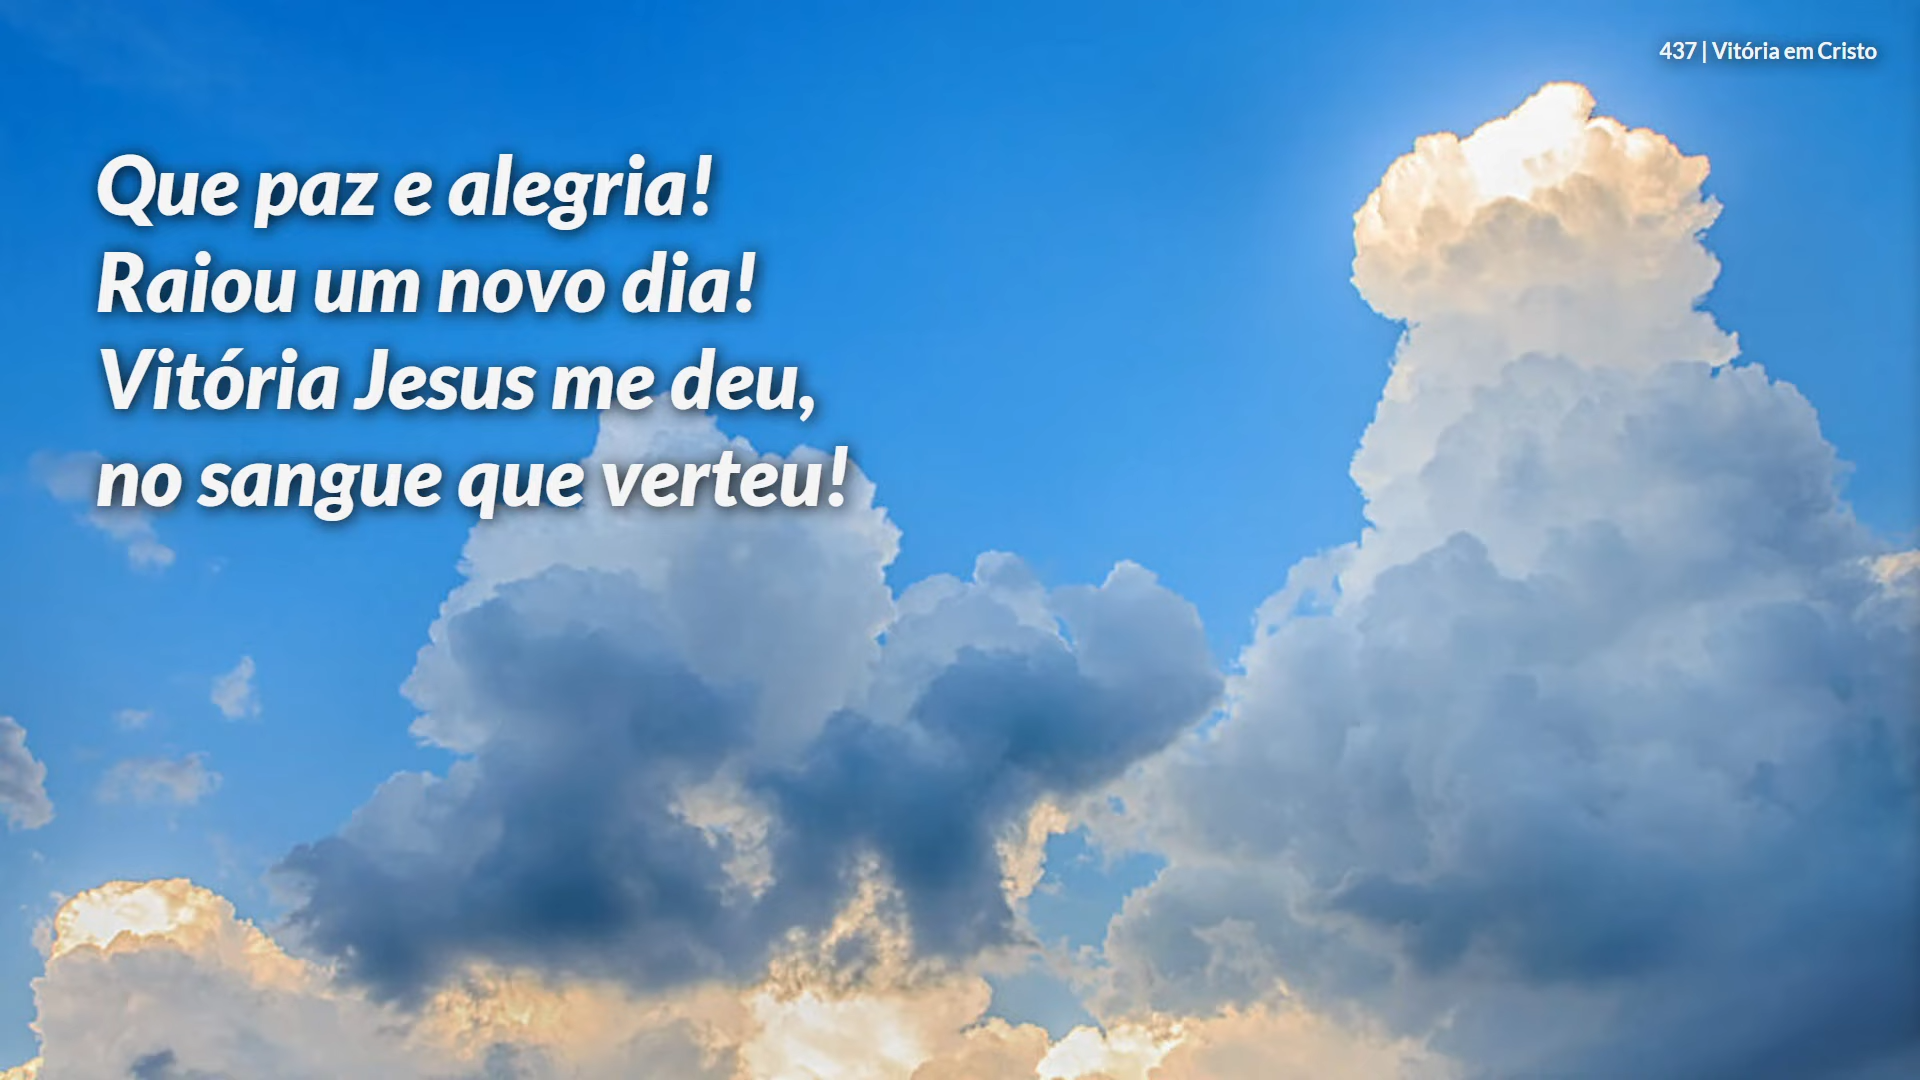 437 | Vitória em Cristo
Que paz e alegria!
Raiou um novo dia!
Vitória Jesus me deu,
no sangue que verteu!